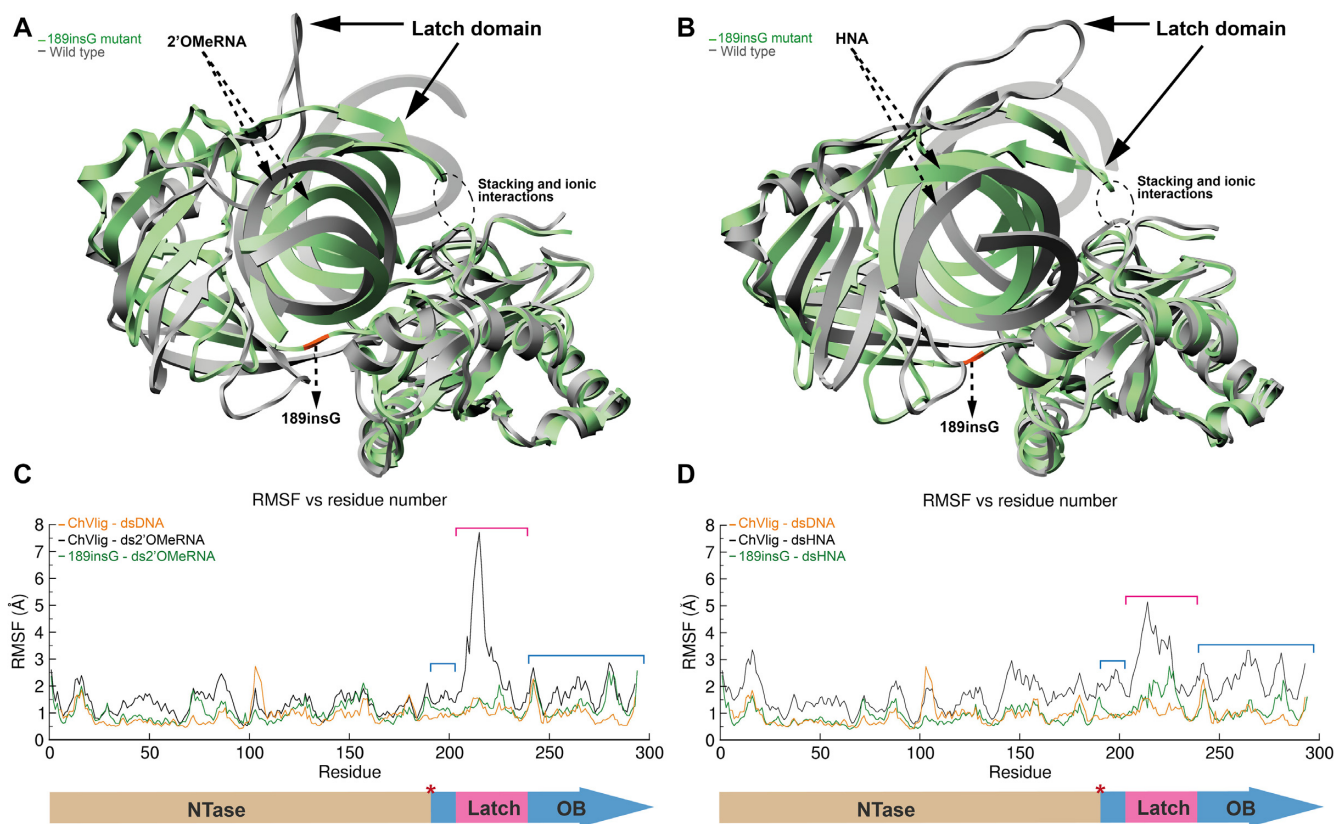 A
189insG mutant
Wild type
2'OMeRNA
Latch domain
Stacking and ionic
interactions
189insG
B
189insG mutant
Wild type
HNA
Latch domain
Stacking and ionic
interactions
189insG
C
RMSF vs residue number
ChVlig - dsDNA
ChVlig - ds2'OMeRNA
189insG - ds2'OMeRNA
RMSF (Å)
8
7
6
5
4
3
2
1
0
0 50 100 150 200 250 300
Residue
*
NTase Latch OB
D
RMSF vs residue number
ChVlig - dsDNA
ChVlig - dsHNA
189insG - dsHNA
RMSF (Å)
8
7
6
5
4
3
2
1
0
0 50 100 150 200 250 300
Residue
*
NTase Latch OB